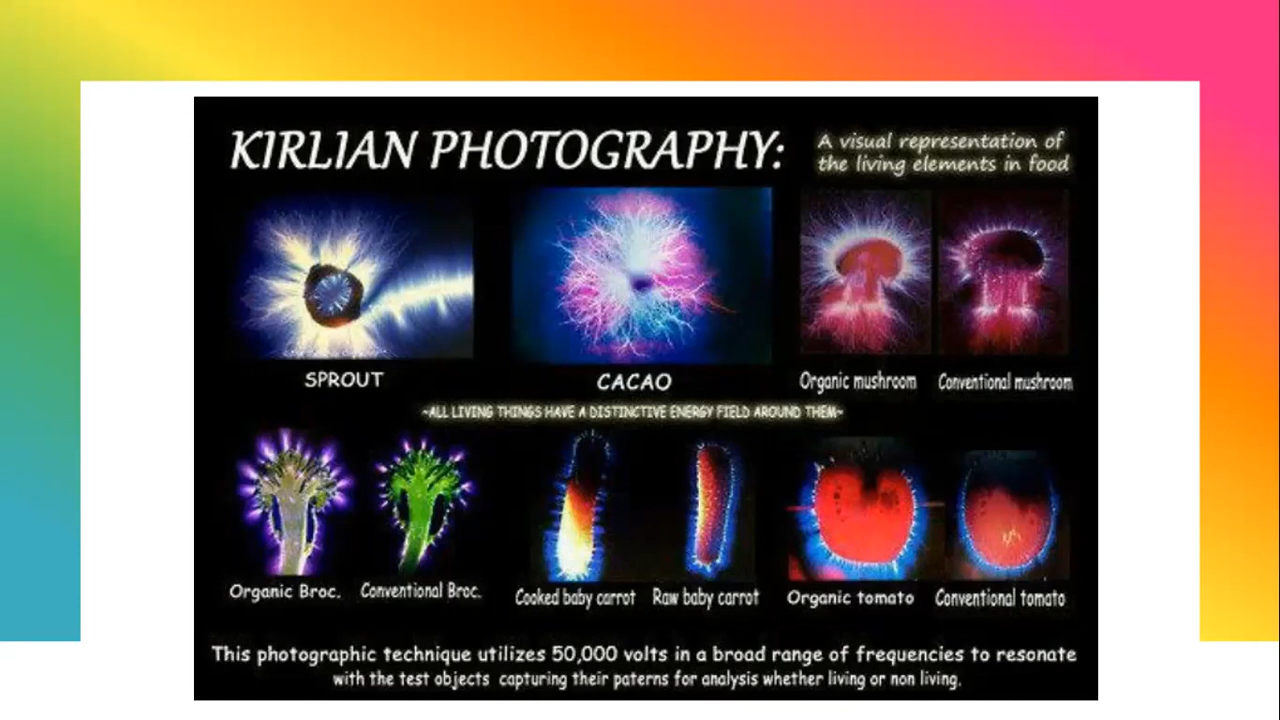 KIRLIAN PHOTOGRAPHY:
A visual representation of
the living elements in food
SPROUT
CACAO
Organic mushroom
Conventional mushroom
~ALL LIVING THINGS HAVE A DISTINCTIVE ENERGY FIELD AROUND THEM~
Organic Broc.
Conventional Broc.
Cooked baby carrot
Raw baby carrot
Organic tomato
Conventional tomato
This photographic technique utilizes 50,000 volts in a broad range of frequencies to resonate
with the test objects capturing their paterns for analysis whether living or non living.